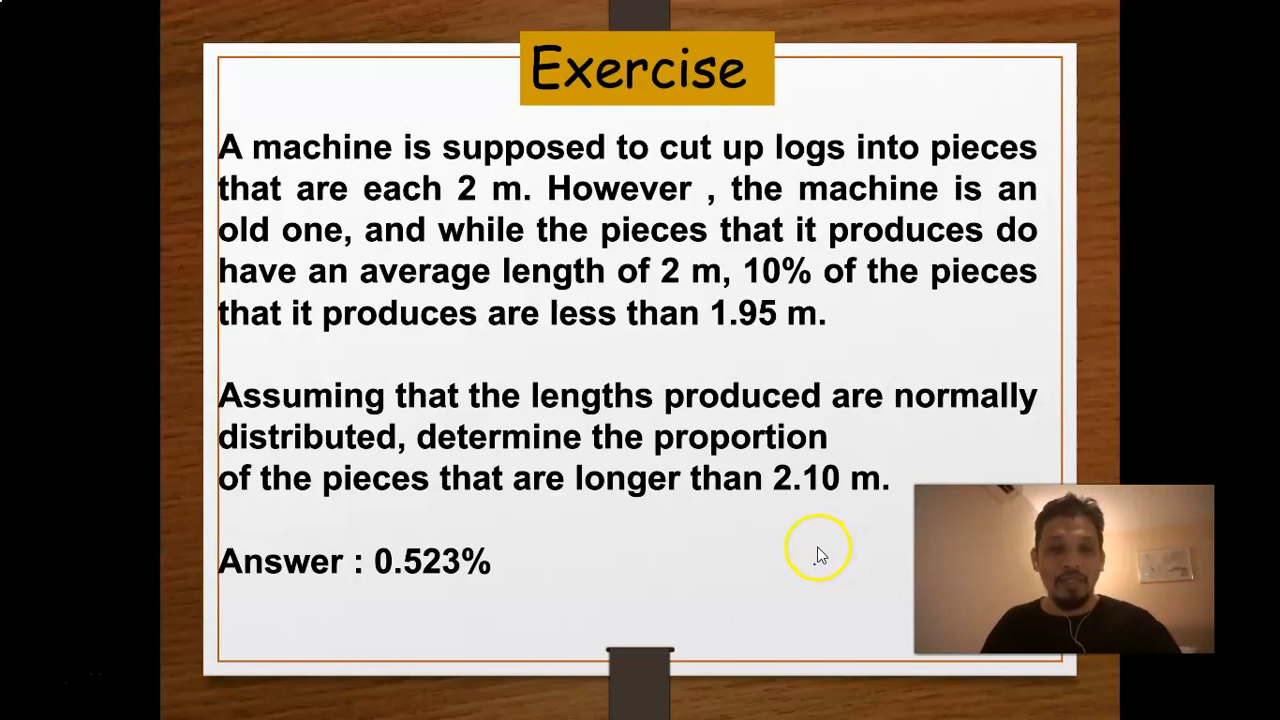 Exercise
A machine is supposed to cut up logs into pieces
that are each 2 m. However , the machine is an
old one, and while the pieces that it produces do
have an average length of 2 m, 10% of the pieces
that it produces are less than 1.95 m.
Assuming that the lengths produced are normally
distributed, determine the proportion
of the pieces that are longer than 2.10 m.
Answer : 0.523%